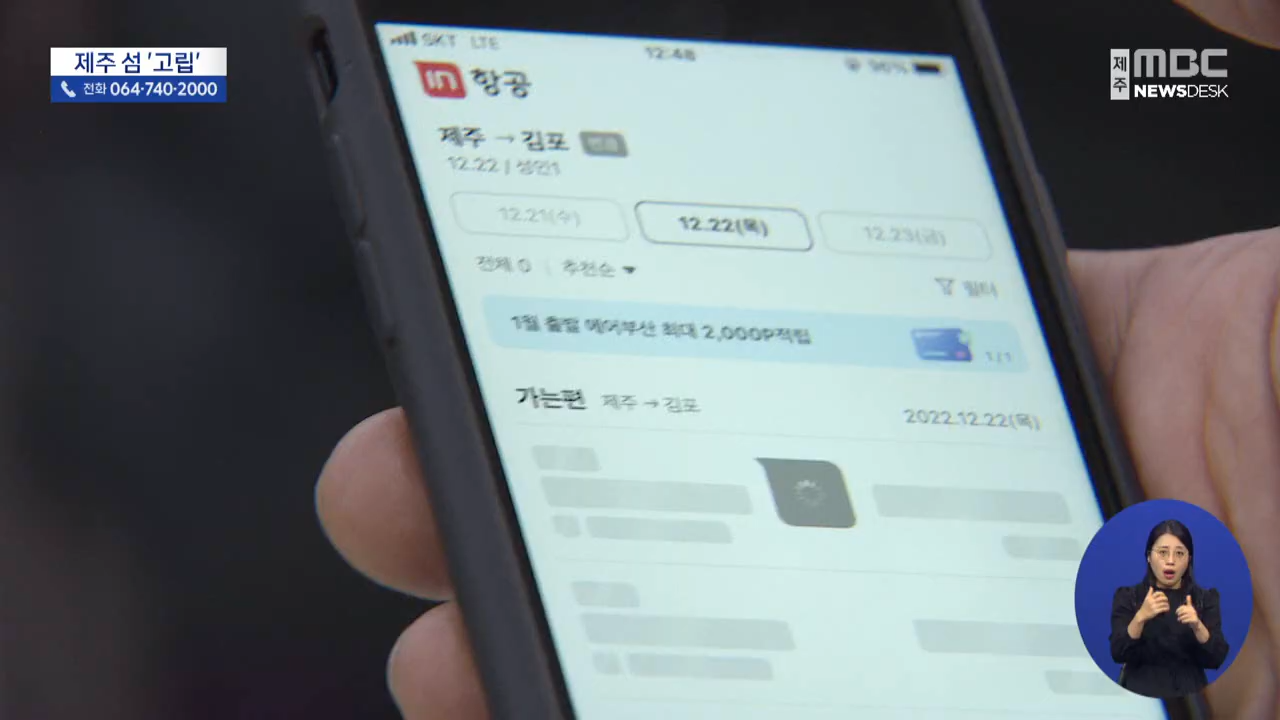 제주 섬 '고립'
전화 064·740·2000
제주 MBC
NEWSDESK
SKT LTE
12:48
96%
in 항공
제주 → 김포 변경
12.22 / 성인1
12.21(수)
12.22(목)
12.23(금)
전체 0
추천순
필터
1월 출발 에어부산 최대 2,000P적립
1/1
가는편 제주 → 김포
2022.12.22(목)